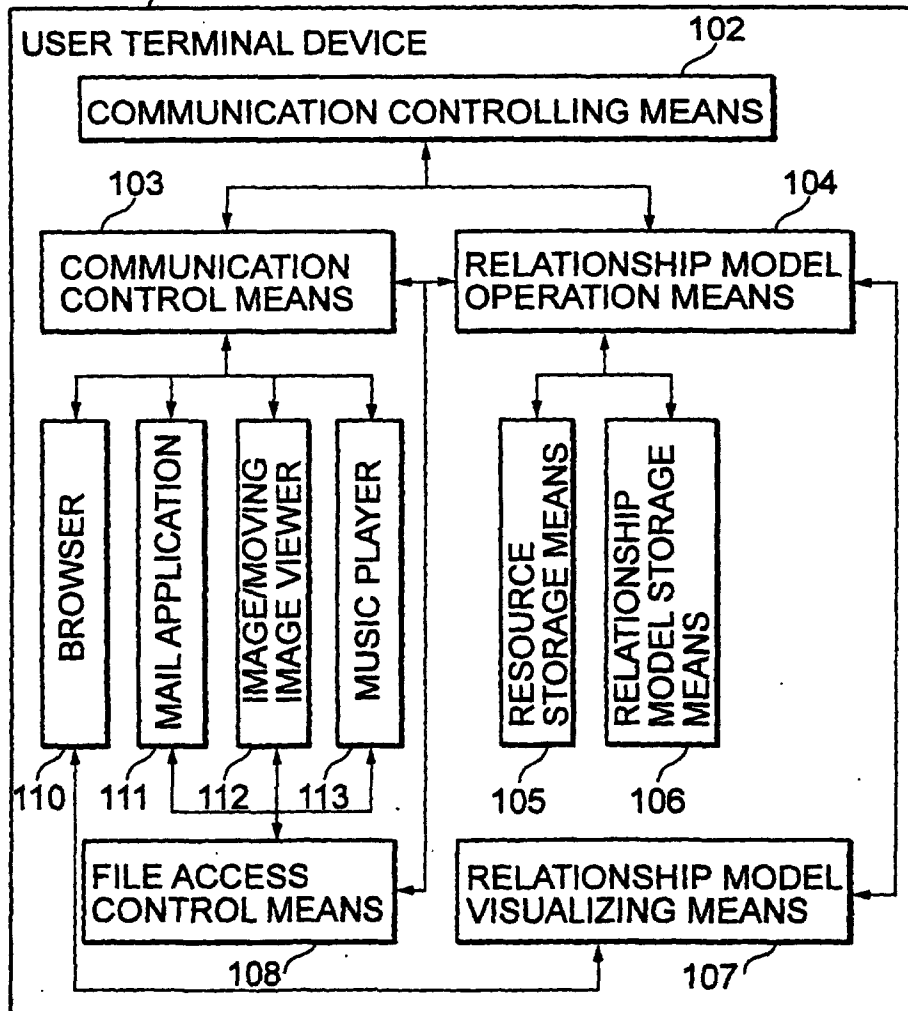 USER TERMINAL DEVICE
102
COMMUNICATION CONTROLLING MEANS
103
COMMUNICATION
CONTROL MEANS
104
RELATIONSHIP MODEL
OPERATION MEANS
BROWSER
MAIL APPLICATION
IMAGE/MOVING
IMAGE VIEWER
MUSIC PLAYER
RESOURCE
STORAGE MEANS
RELATIONSHIP
MODEL STORAGE
MEANS
110
111
112
113
105
106
FILE ACCESS
CONTROL MEANS
108
RELATIONSHIP MODEL
VISUALIZING MEANS
107